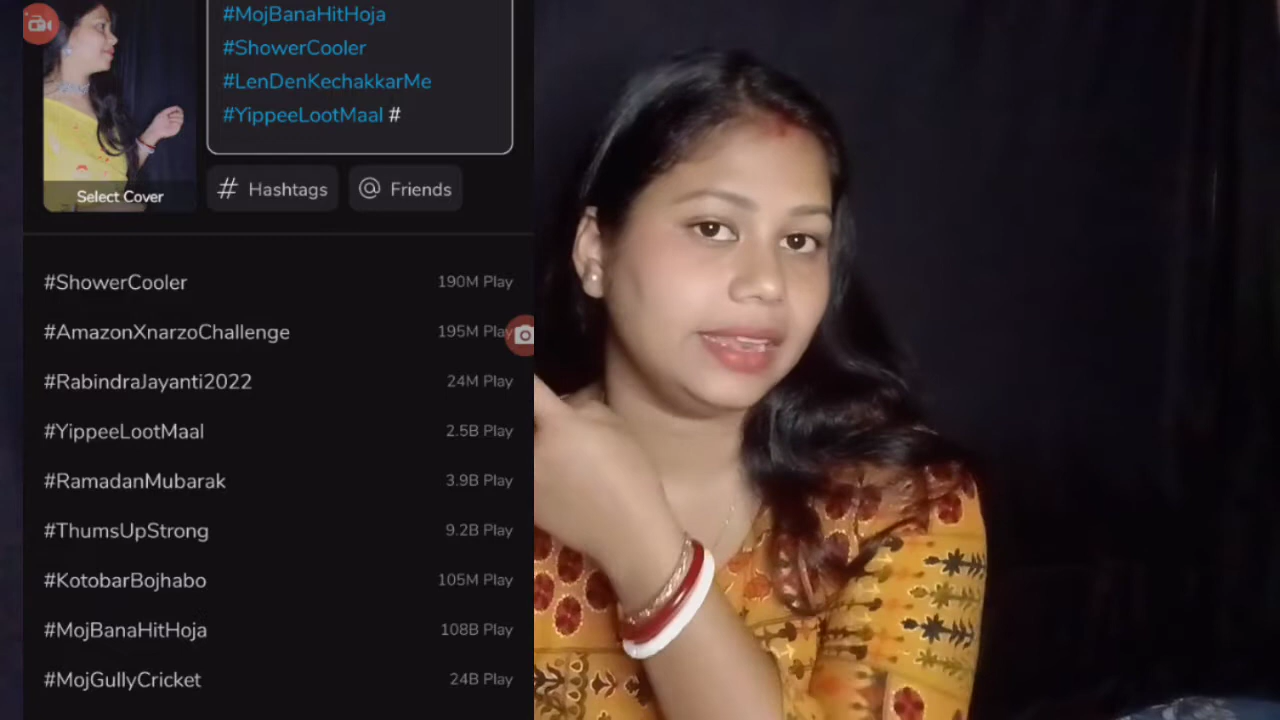 #MojBanaHitHoja
#ShowerCooler
#LenDenKechakkarMe
#YippeeLootMaal #
Select Cover
# Hashtags
@ Friends
#ShowerCooler 190M Play
#AmazonXnarzoChallenge 195M Play
#RabindraJayanti2022 24M Play
#YippeeLootMaal 2.5B Play
#RamadanMubarak 3.9B Play
#ThumsUpStrong 9.2B Play
#KotobarBojhabo 105M Play
#MojBanaHitHoja 108B Play
#MojGullyCricket 24B Play